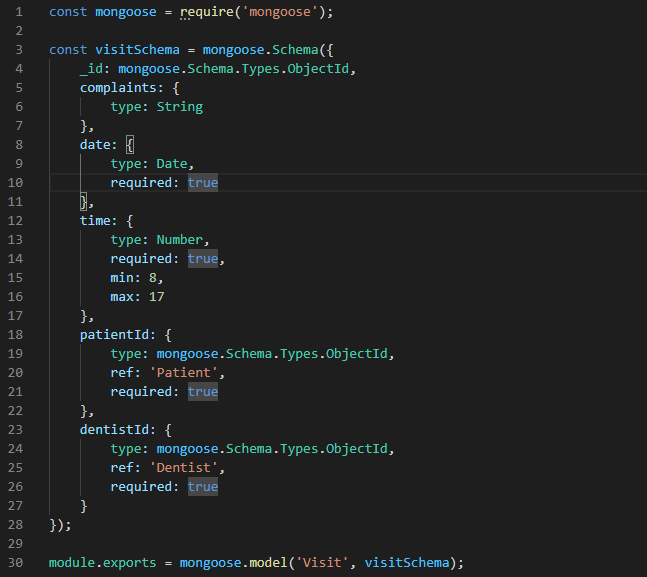 1 const mongoose = require('mongoose');
2
3 const visitSchema = mongoose.Schema({
4     _id: mongoose.Schema.Types.ObjectId,
5     complaints: {
6         type: String
7     },
8     date: {
9         type: Date,
10         required: true
11     },
12     time: {
13         type: Number,
14         required: true,
15         min: 8,
16         max: 17
17     },
18     patientId: {
19         type: mongoose.Schema.Types.ObjectId,
20         ref: 'Patient',
21         required: true
22     },
23     dentistId: {
24         type: mongoose.Schema.Types.ObjectId,
25         ref: 'Dentist',
26         required: true
27     }
28 });
29
30 module.exports = mongoose.model('Visit', visitSchema);